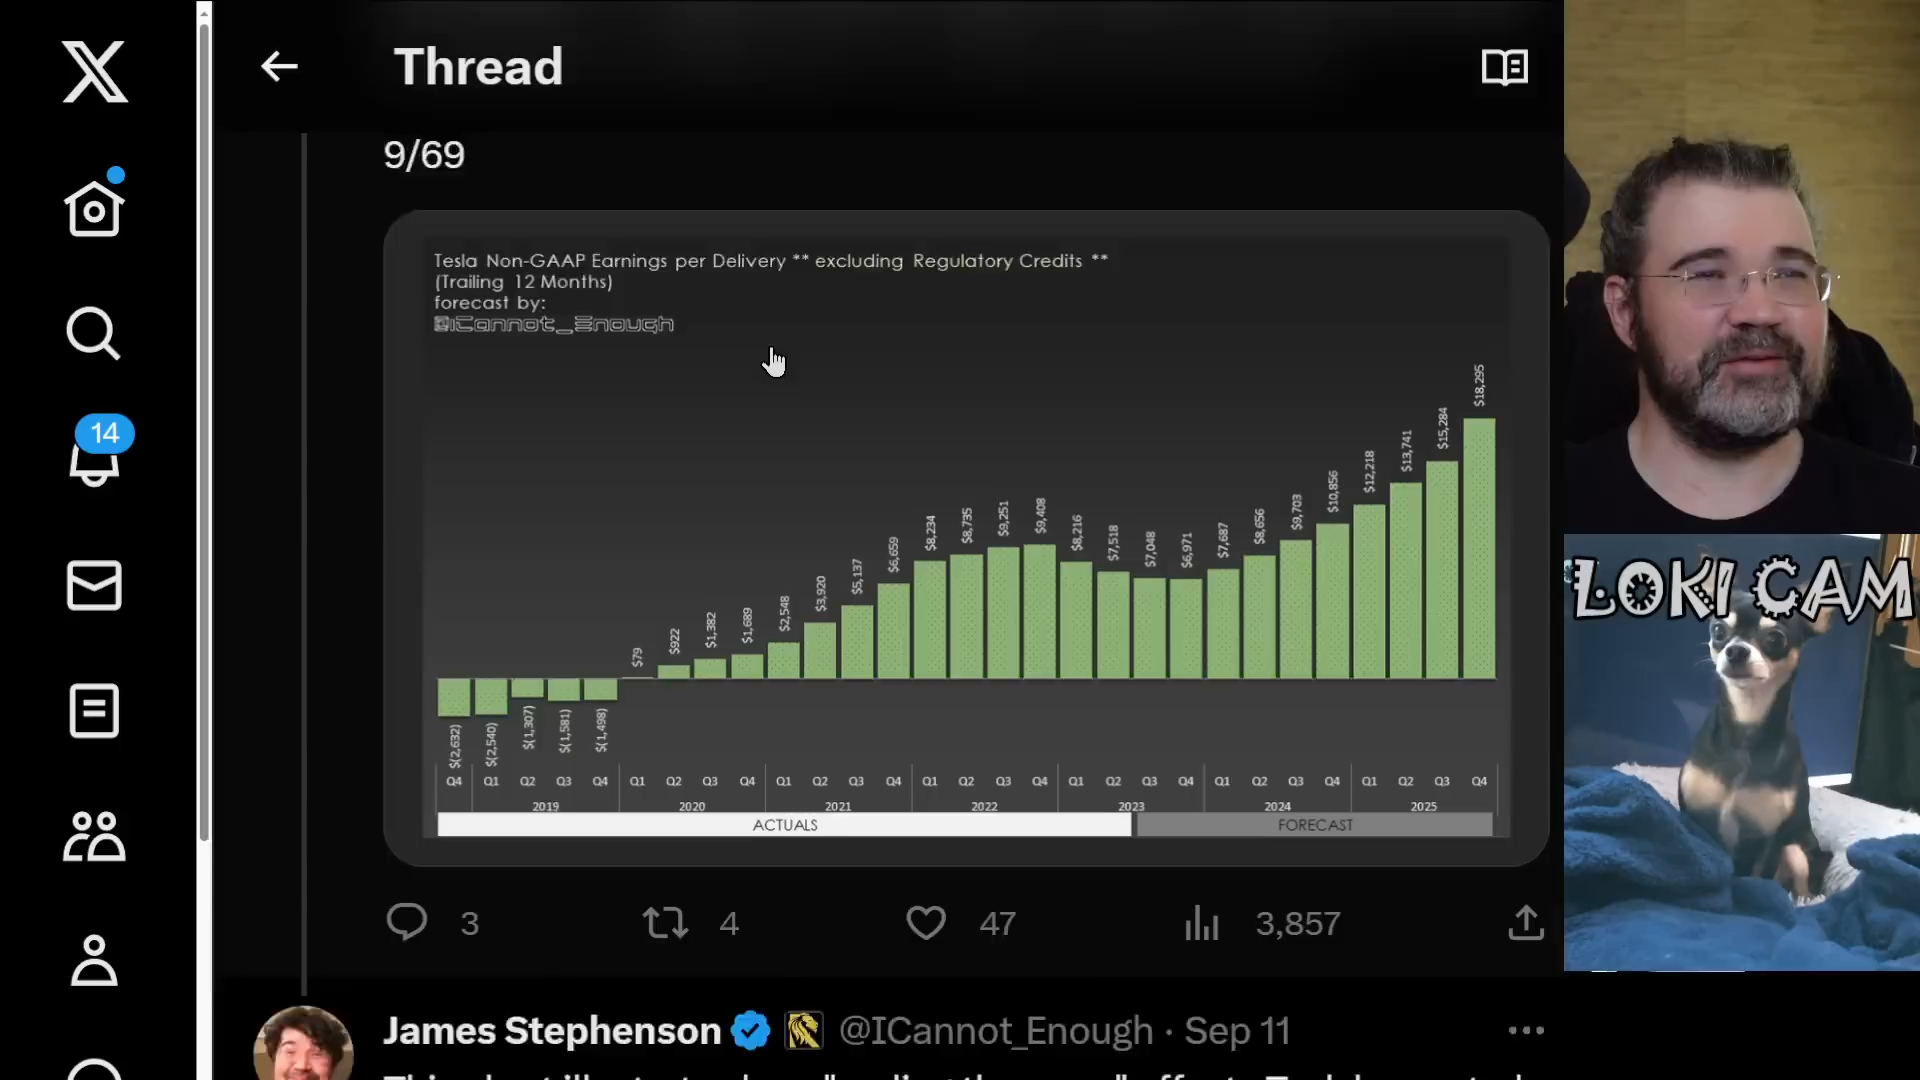 Thread
9/69
Tesla Non-GAAP Earnings per Delivery ** excluding Regulatory Credits **
(Trailing 12 Months)
forecast by:
@ICannot_Enough
$(2,632)
$(2,540)
$(1,307)
$(1,581)
$(1,498)
$79
$922
$1,382
$1,689
$2,548
$3,920
$5,137
$6,659
$8,234
$8,735
$9,251
$9,408
$8,216
$7,518
$7,048
$6,971
$7,687
$8,656
$9,703
$10,856
$12,218
$13,741
$15,284
$18,295
Q4 Q1 Q2 Q3 Q4 Q1 Q2 Q3 Q4 Q1 Q2 Q3 Q4 Q1 Q2 Q3 Q4 Q1 Q2 Q3 Q4 Q1 Q2 Q3 Q4 Q1 Q2 Q3 Q4
2019 2020 2021 2022 2023 2024 2025
ACTUALS FORECAST
3 4 47 3,857
James Stephenson @ICannot_Enough · Sep 11
14
LOKI CAM